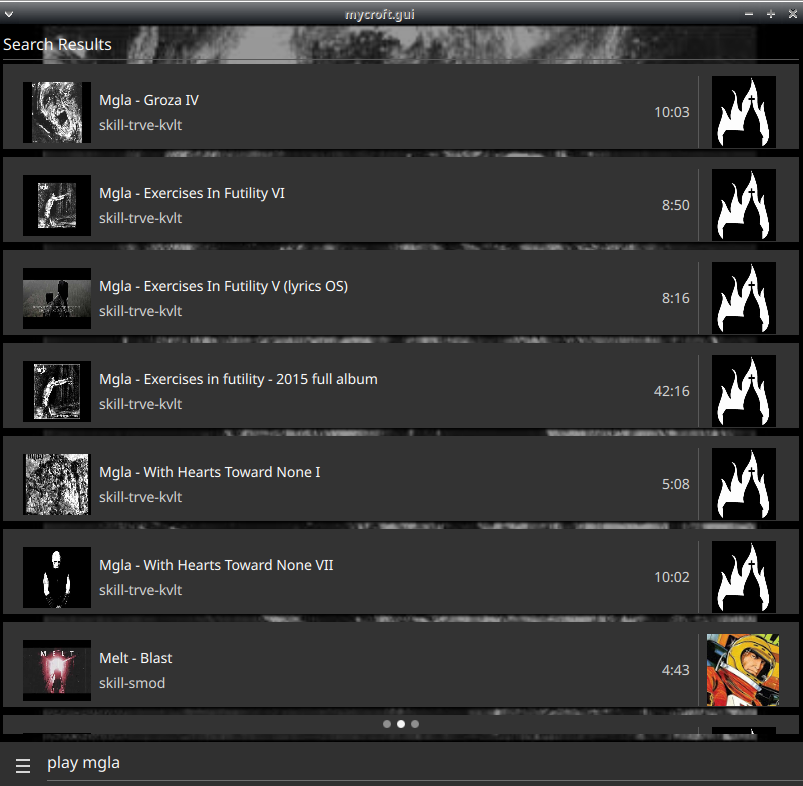 mycroft.gui
Search Results
Mgla - Groza IV
skill-trve-kvlt
10:03
Mgla - Exercises In Futility VI
skill-trve-kvlt
8:50
Mgla - Exercises In Futility V (lyrics OS)
skill-trve-kvlt
8:16
Mgla - Exercises in futility - 2015 full album
skill-trve-kvlt
42:16
Mgla - With Hearts Toward None I
skill-trve-kvlt
5:08
Mgla - With Hearts Toward None VII
skill-trve-kvlt
10:02
MELT
Melt - Blast
skill-smod
4:43
play mgla